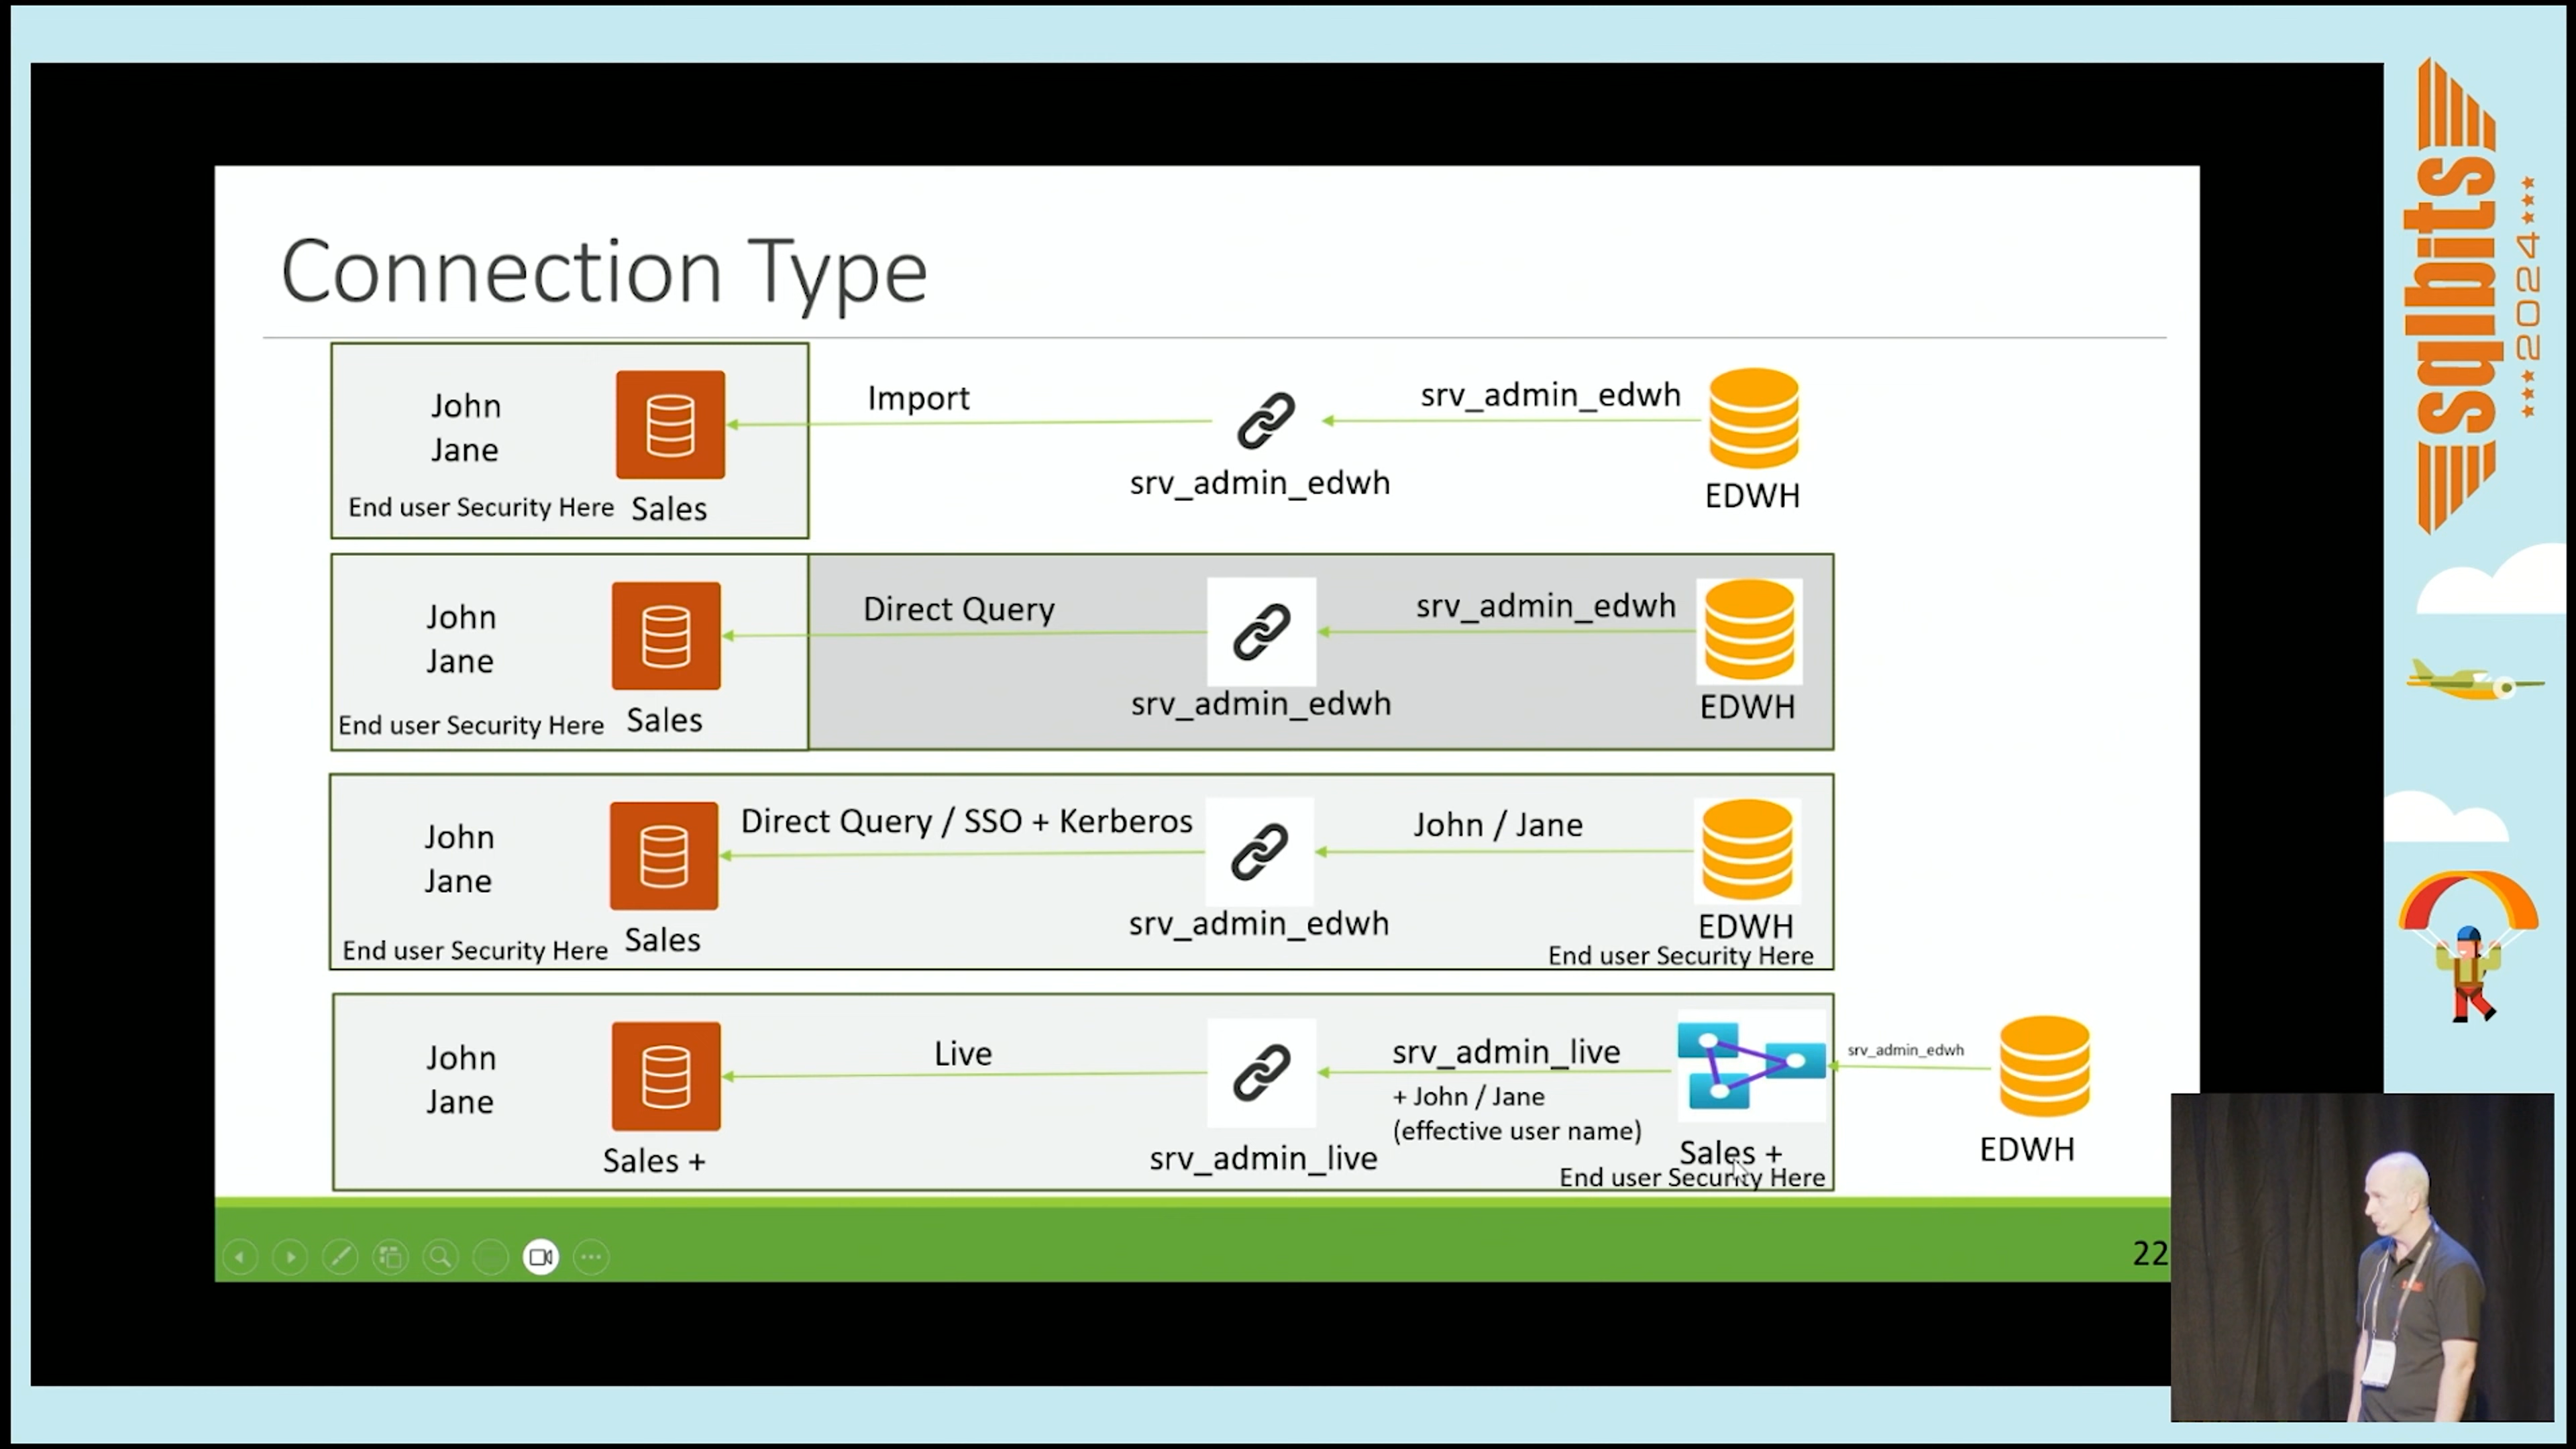 Connection Type
John
Jane
End user Security Here
Sales
Import
srv_admin_edwh
srv_admin_edwh
EDWH
John
Jane
End user Security Here
Sales
Direct Query
srv_admin_edwh
srv_admin_edwh
EDWH
John
Jane
End user Security Here
Sales
Direct Query / SSO + Kerberos
srv_admin_edwh
John / Jane
EDWH
End user Security Here
John
Jane
Sales +
Live
srv_admin_live
srv_admin_live
+ John / Jane
(effective user name)
Sales +
End user Security Here
srv_admin_edwh
EDWH
22
sqlbits
2024